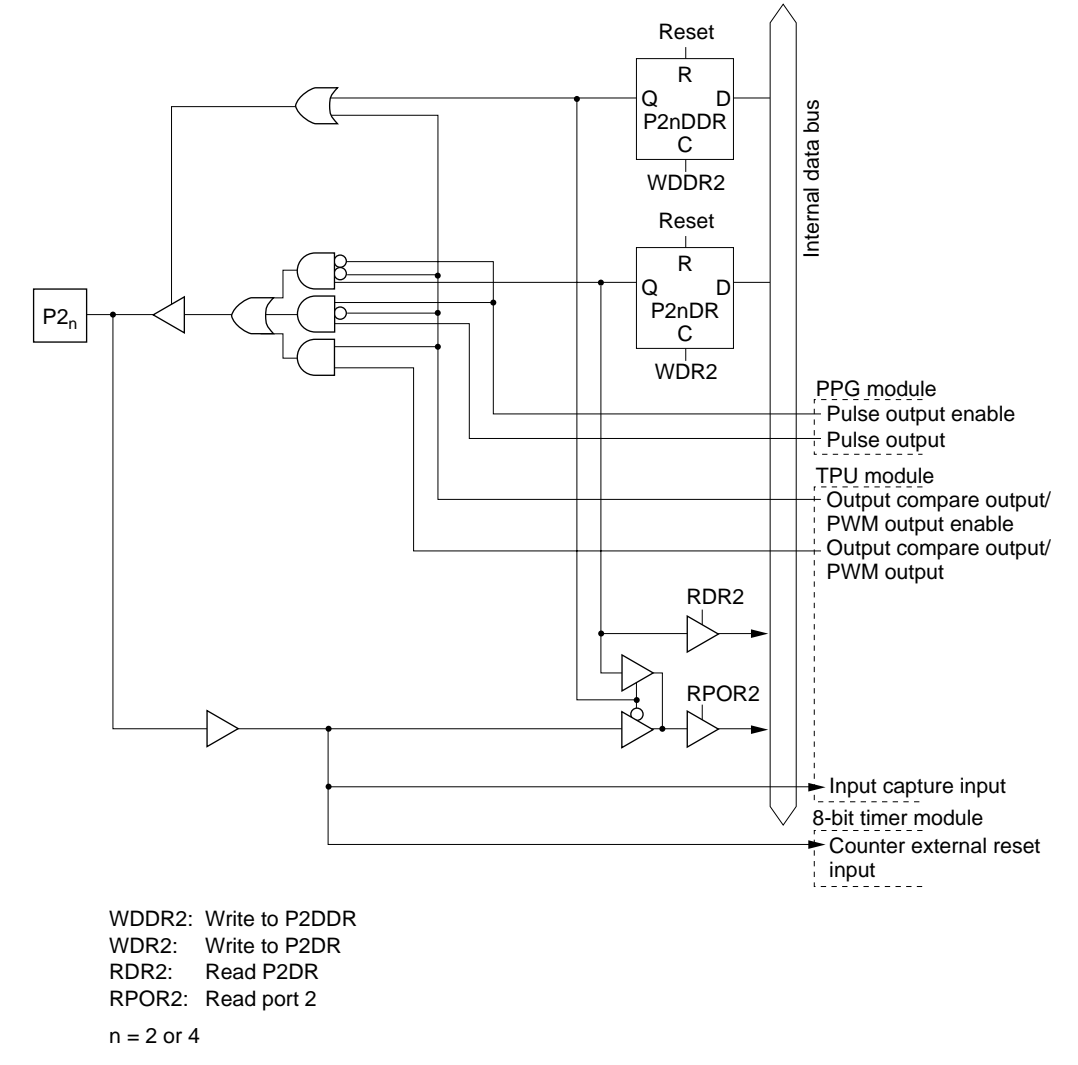 Reset
R
Q D
P2nDDR
C
WDDR2
Internal data bus
Reset
R
Q D
P2nDR
C
WDR2
P2n
PPG module
Pulse output enable
Pulse output
TPU module
Output compare output/
PWM output enable
Output compare output/
PWM output
RDR2
RPOR2
Input capture input
8-bit timer module
Counter external reset
input
WDDR2: Write to P2DDR
WDR2: Write to P2DR
RDR2: Read P2DR
RPOR2: Read port 2
n = 2 or 4